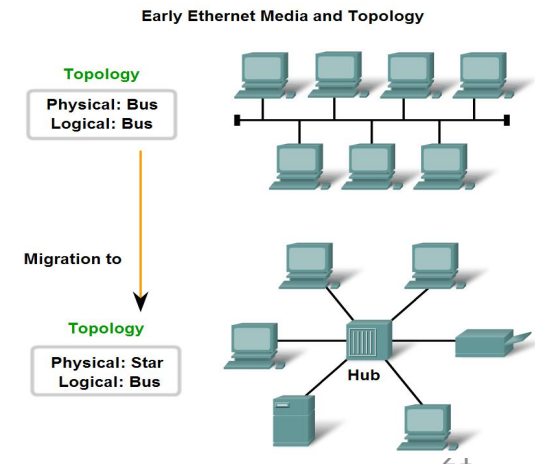 Early Ethernet Media and Topology
Topology
Physical: Bus
Logical: Bus
Migration to
Topology
Physical: Star
Logical: Bus
Hub